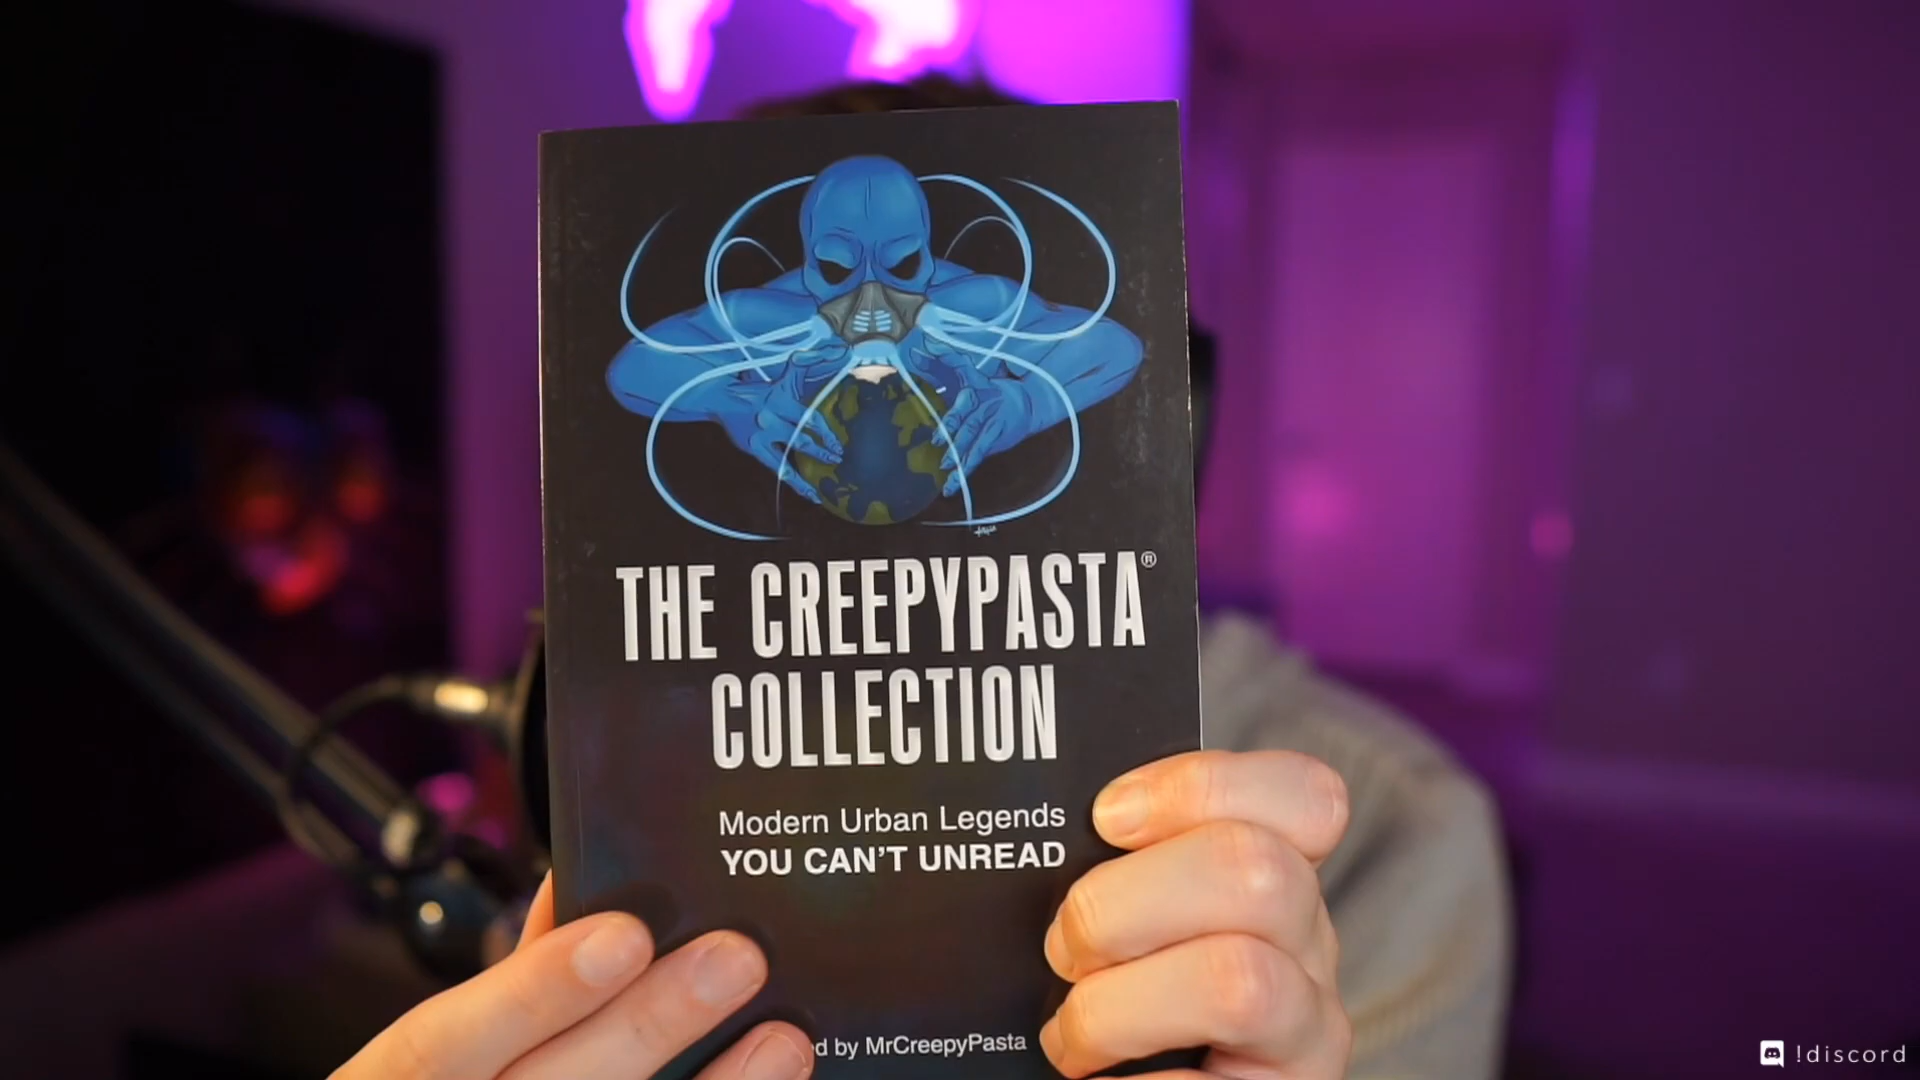 THE CREEPYPASTA®
COLLECTION
Modern Urban Legends
YOU CAN'T UNREAD
by MrCreepyPasta
!discord